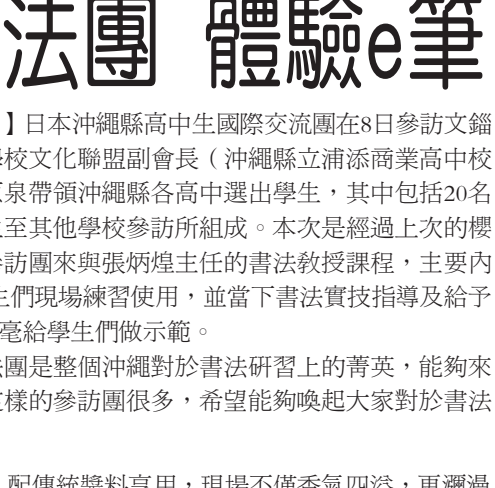 法團 體驗e筆
】日本沖繩縣高中生國際交流團在8日參訪文錙
校文化聯盟副會長（沖繩縣立浦添商業高中校
泉帶領沖繩縣各高中選出學生，其中包括20名
至其他學校參訪所組成。本次是經過上次的櫻
參訪團來與張炳煌主任的書法教授課程，主要內
生們現場練習使用，並當下書法實技指導及給予
毫給學生們做示範。
團是整個沖繩對於書法研習上的菁英，能夠來
這樣的參訪團很多，希望能夠喚起大家對於書法
配傳統醬料享用，現場不僅香氣四溢，更瀰漫